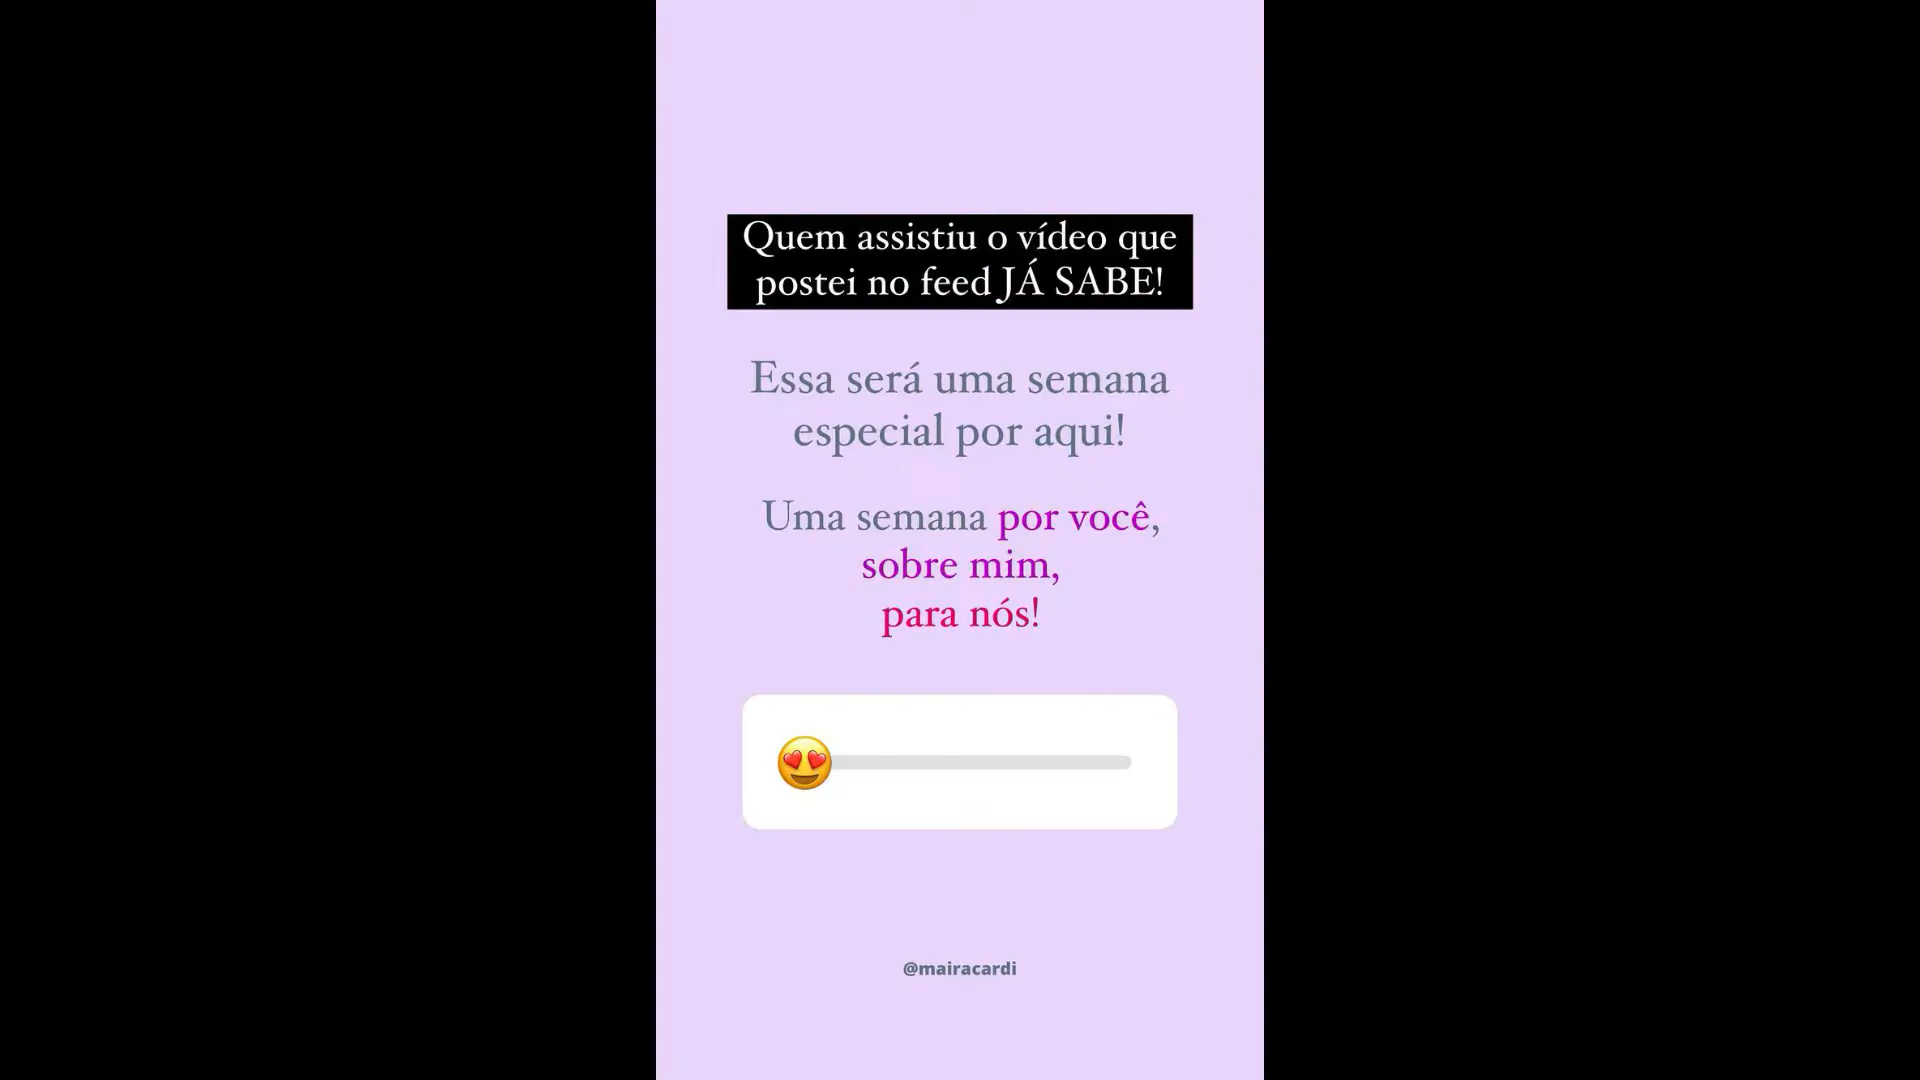 Quem assistiu o vídeo que
postei no feed JÁ SABE!
Essa será uma semana
especial por aqui!
Uma semana por você,
sobre mim,
para nós!
@mairacardi